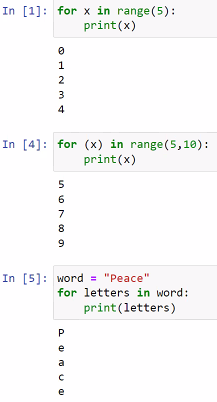 In [1]: for x in range(5):
    print(x)
0
1
2
3
4
In [4]: for (x) in range(5,10):
    print(x)
5
6
7
8
9
In [5]: word = "Peace"
for letters in word:
    print(letters)
P
e
a
c
e